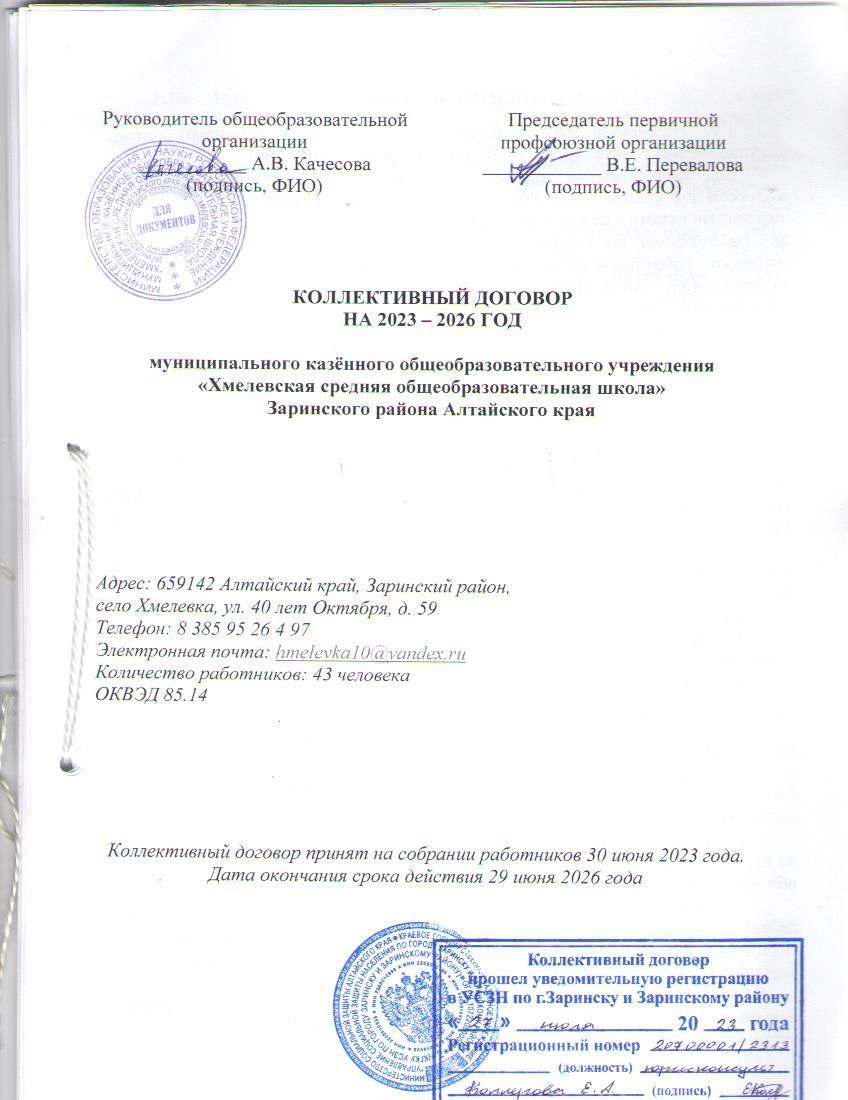 Руководитель общеобразовательной
организации
А.В. Качесова
(подпись, ФИО)
Председатель первичной
профсоюзной организации
В.Е. Перевалова
(подпись, ФИО)
ДЛЯ
ДОКУМЕНТОВ
КОЛЛЕКТИВНЫЙ ДОГОВОР
НА 2023 – 2026 ГОД
муниципального казённого общеобразовательного учреждения
«Хмелевская средняя общеобразовательная школа»
Заринского района Алтайского края
Адрес: 659142 Алтайский край, Заринский район,
село Хмелевка, ул. 40 лет Октября, д. 59
Телефон: 8 385 95 26 4 97
Электронная почта: hmelevka10@yandex.ru
Количество работников: 43 человека
ОКВЭД 85.14
Коллективный договор принят на собрании работников 30 июня 2023 года.
Дата окончания срока действия 29 июня 2026 года
Коллективный договор
прошел уведомительную регистрацию
в УСЗН по г.Заринску и Заринскому району
« » июля 20 23 года
Регистрационный номер 20700001/2313
(должность) юрисконсульт
Е.А. (подпись)